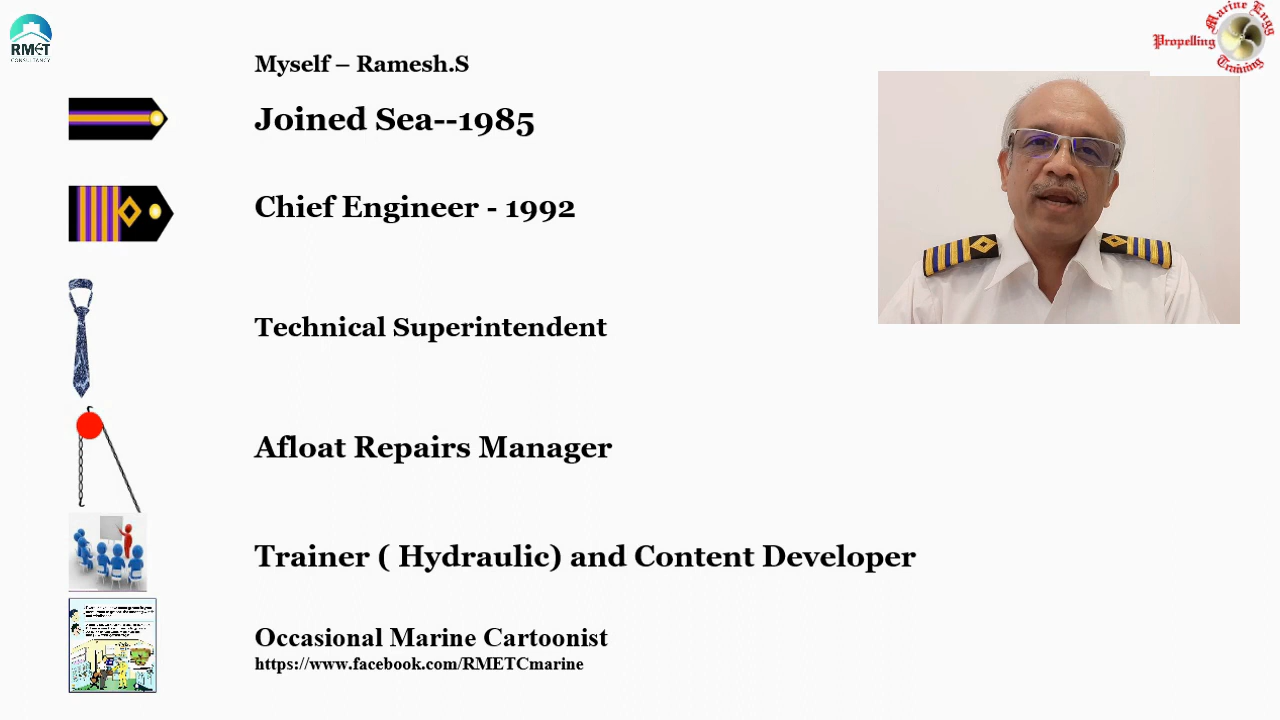 RMET
CONSULTANCY
Marine Engg
Propelling
Training
Myself – Ramesh.S
Joined Sea--1985
Chief Engineer - 1992
Technical Superintendent
Afloat Repairs Manager
Trainer ( Hydraulic) and Content Developer
Occasional Marine Cartoonist
https://www.facebook.com/RMETCmarine